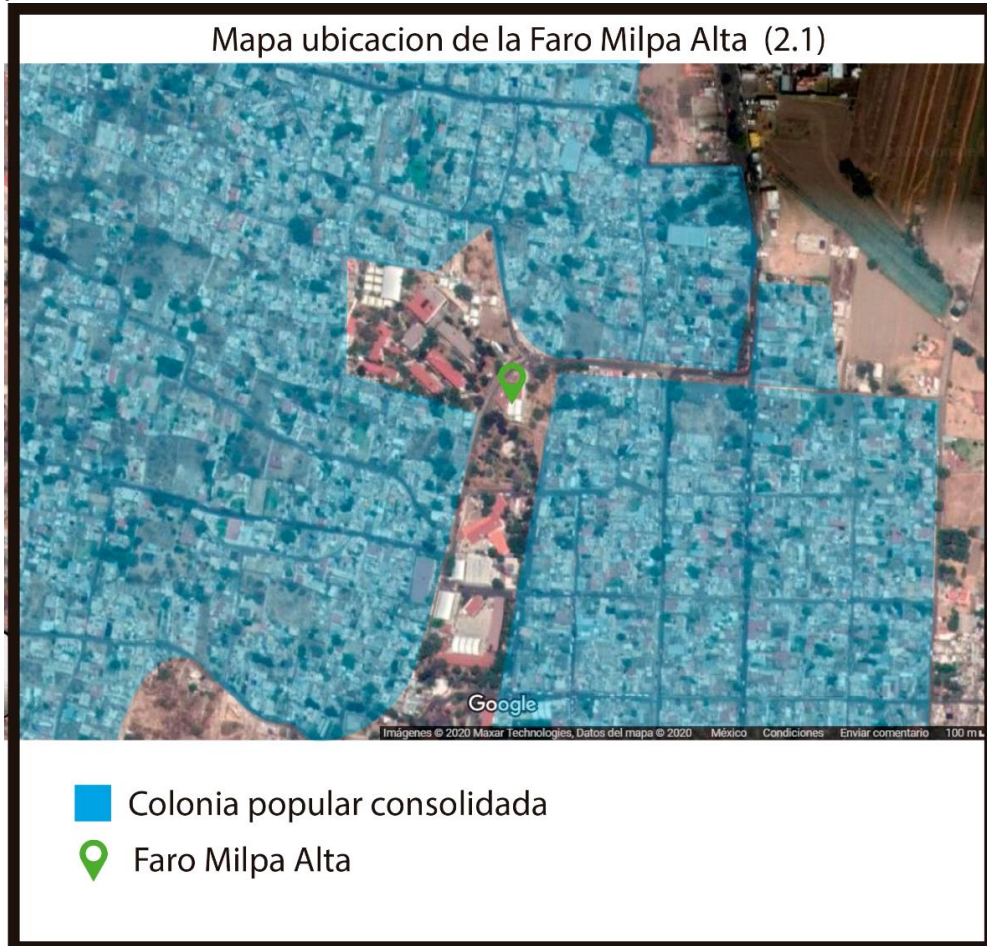 Mapa ubicacion de la Faro Milpa Alta (2.1)
Google
Imágenes © 2020 Maxar Technologies, Datos del mapa © 2020 México Condiciones Enviar comentario 100 m
Colonia popular consolidada
Faro Milpa Alta